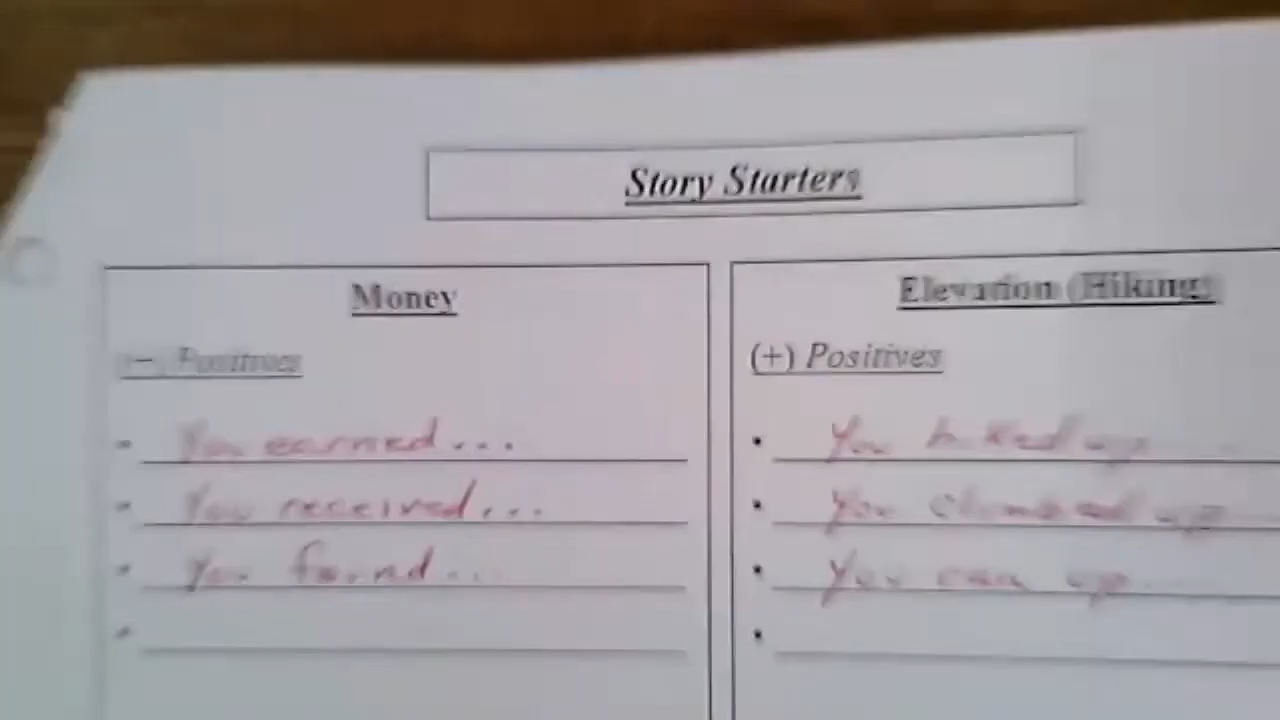 Story Starters
Money
(+) Positives
You earned...
You received...
You found...
Elevation (Hiking)
(+) Positives
You hiked up...
You climbed up...
You ran up...